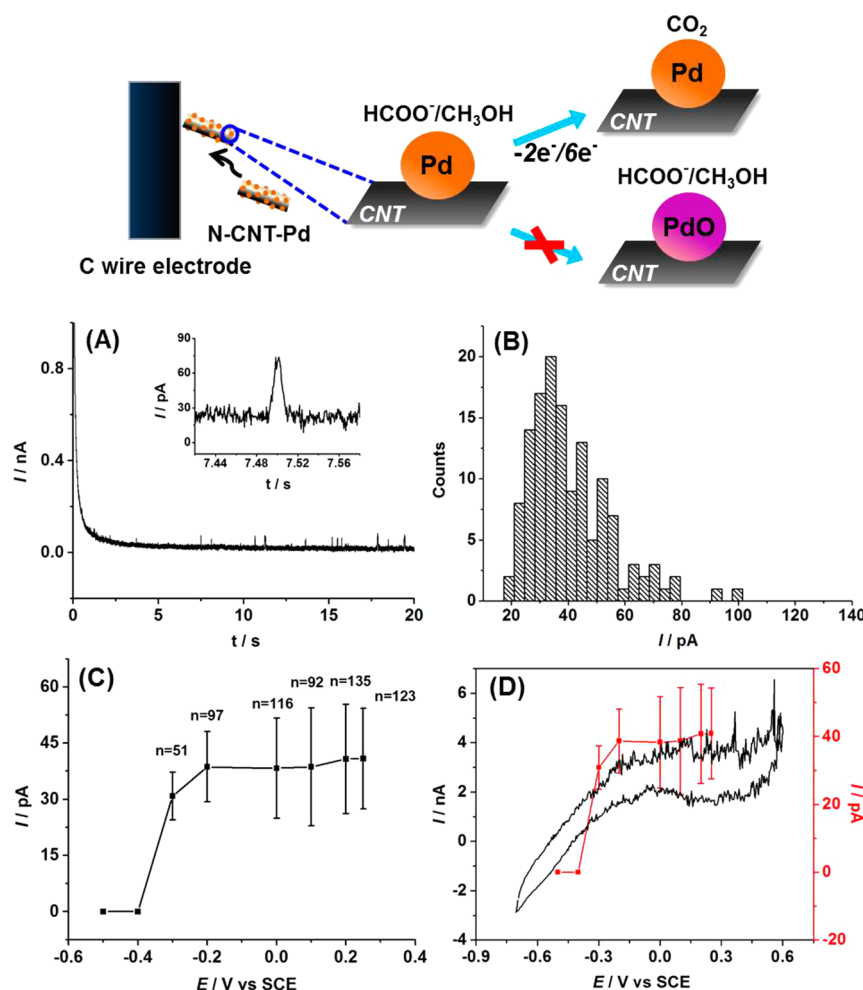 CO2
Pd
CNT
HCOO-/CH3OH
Pd
CNT
-2e-/6e-
HCOO-/CH3OH
PdO
CNT
N-CNT-Pd
C wire electrode
(A)
0.8
0.4
0.0
I / nA
0 5 10 15 20
t / s
90
60
30
0
I / pA
7.44 7.48 7.52 7.56
t / s
(B)
20
15
10
5
0
Counts
20 40 60 80 100 120 140
I / pA
(C)
60
45
30
15
0
I / pA
n=51
n=97
n=116
n=92
n=135
n=123
-0.6 -0.4 -0.2 0.0 0.2 0.4
E / V vs SCE
(D)
6
4
2
0
-2
-4
I / nA
60
40
20
0
-20
I / pA
-0.9 -0.6 -0.3 0.0 0.3 0.6 0.9
E / V vs SCE